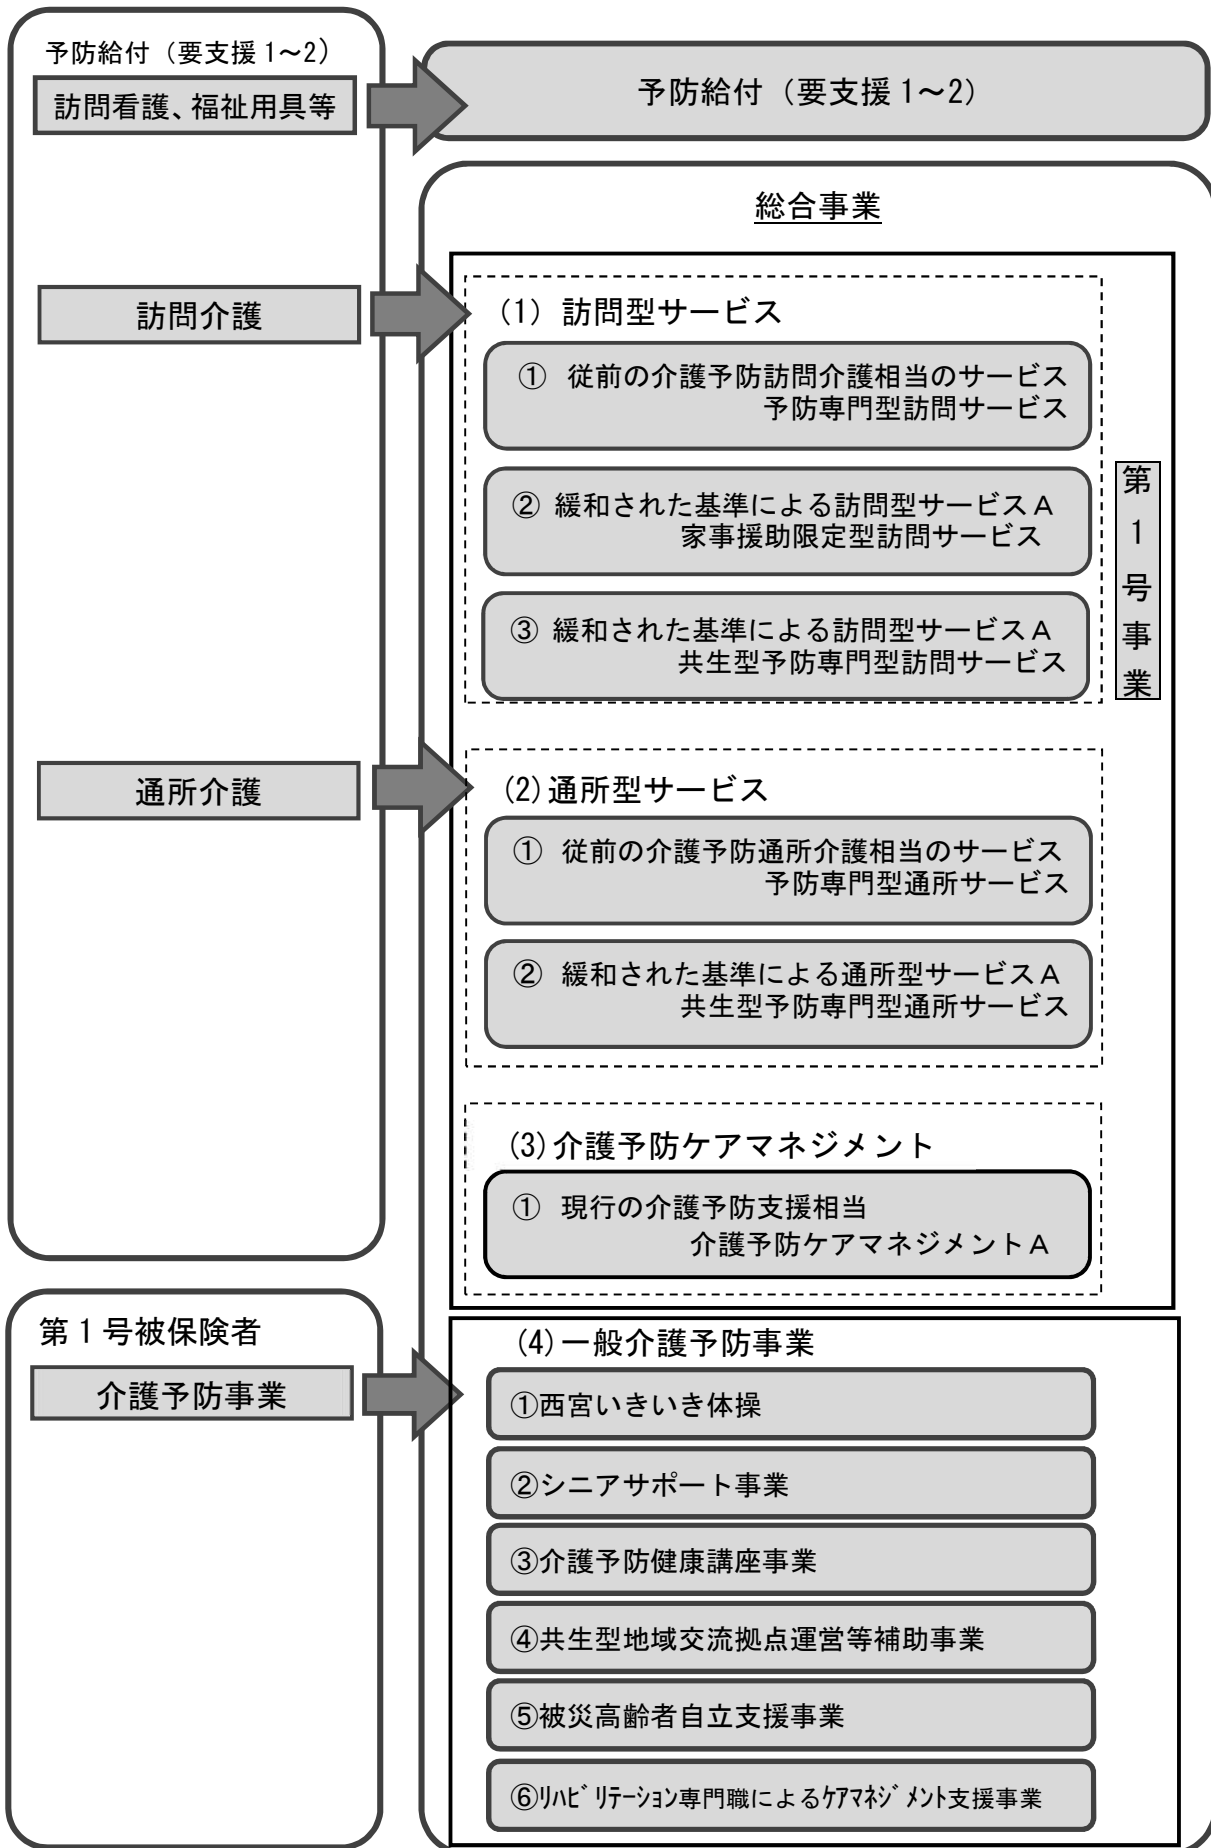 予防給付（要支援1～2）
訪問看護、福祉用具等
予防給付（要支援1～2）
総合事業
訪問介護
(1) 訪問型サービス
① 従前の介護予防訪問介護相当のサービス
予防専門型訪問サービス
② 緩和された基準による訪問型サービスA
家事援助限定型訪問サービス
③ 緩和された基準による訪問型サービスA
共生型予防専門型訪問サービス
第1号事業
通所介護
(2)通所型サービス
① 従前の介護予防通所介護相当のサービス
予防専門型通所サービス
② 緩和された基準による通所型サービスA
共生型予防専門型通所サービス
(3)介護予防ケアマネジメント
① 現行の介護予防支援相当
介護予防ケアマネジメントA
第1号被保険者
介護予防事業
(4)一般介護予防事業
①西宮いきいき体操
②シニアサポート事業
③介護予防健康講座事業
④共生型地域交流拠点運営等補助事業
⑤被災高齢者自立支援事業
⑥ﾘﾊﾋﾞﾘﾃｰｼｮﾝ専門職によるｹｱﾏﾈｼﾞﾒﾝﾄ支援事業